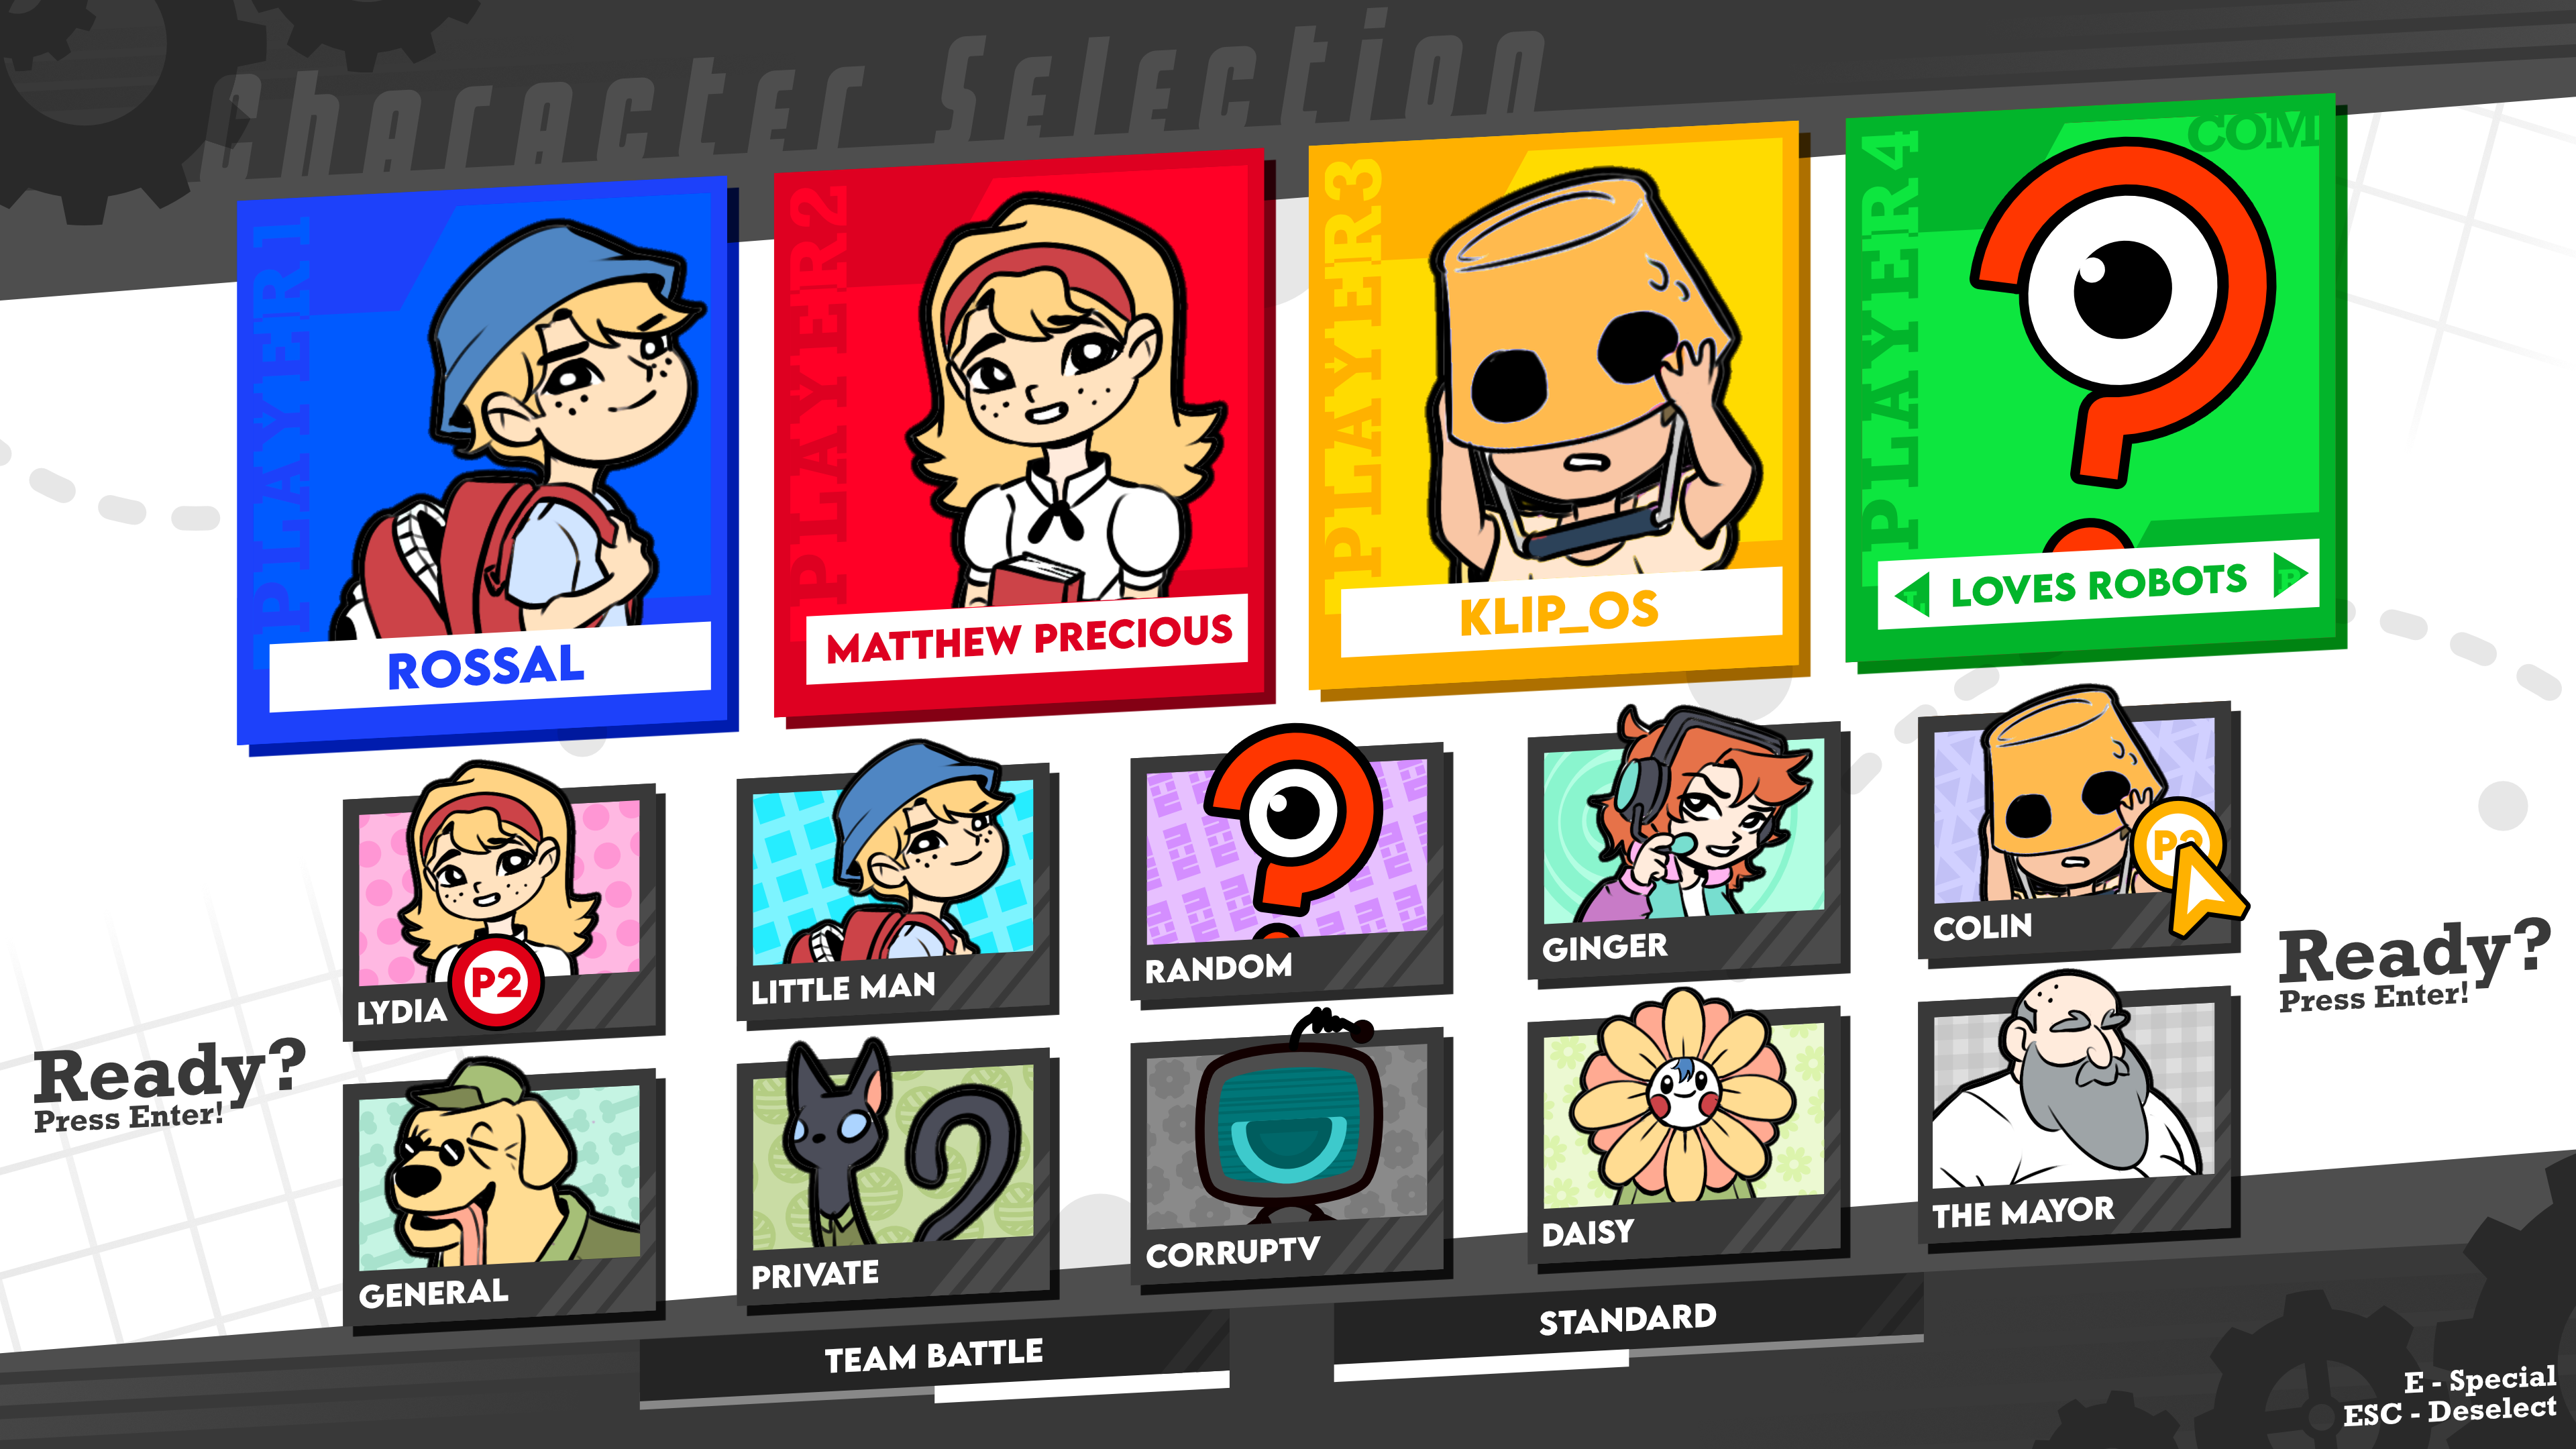 Character Selection
PLAYER1
ROSSAL
PLAYER2
MATTHEW PRECIOUS
PLAYER3
KLIP_OS
PLAYER4
COM
LOVES ROBOTS
LYDIA
P2
LITTLE MAN
RANDOM
GINGER
COLIN
Ready?
Press Enter!
Ready?
Press Enter!
GENERAL
PRIVATE
CORRUPTV
DAISY
THE MAYOR
TEAM BATTLE
STANDARD
E - Special
ESC - Deselect